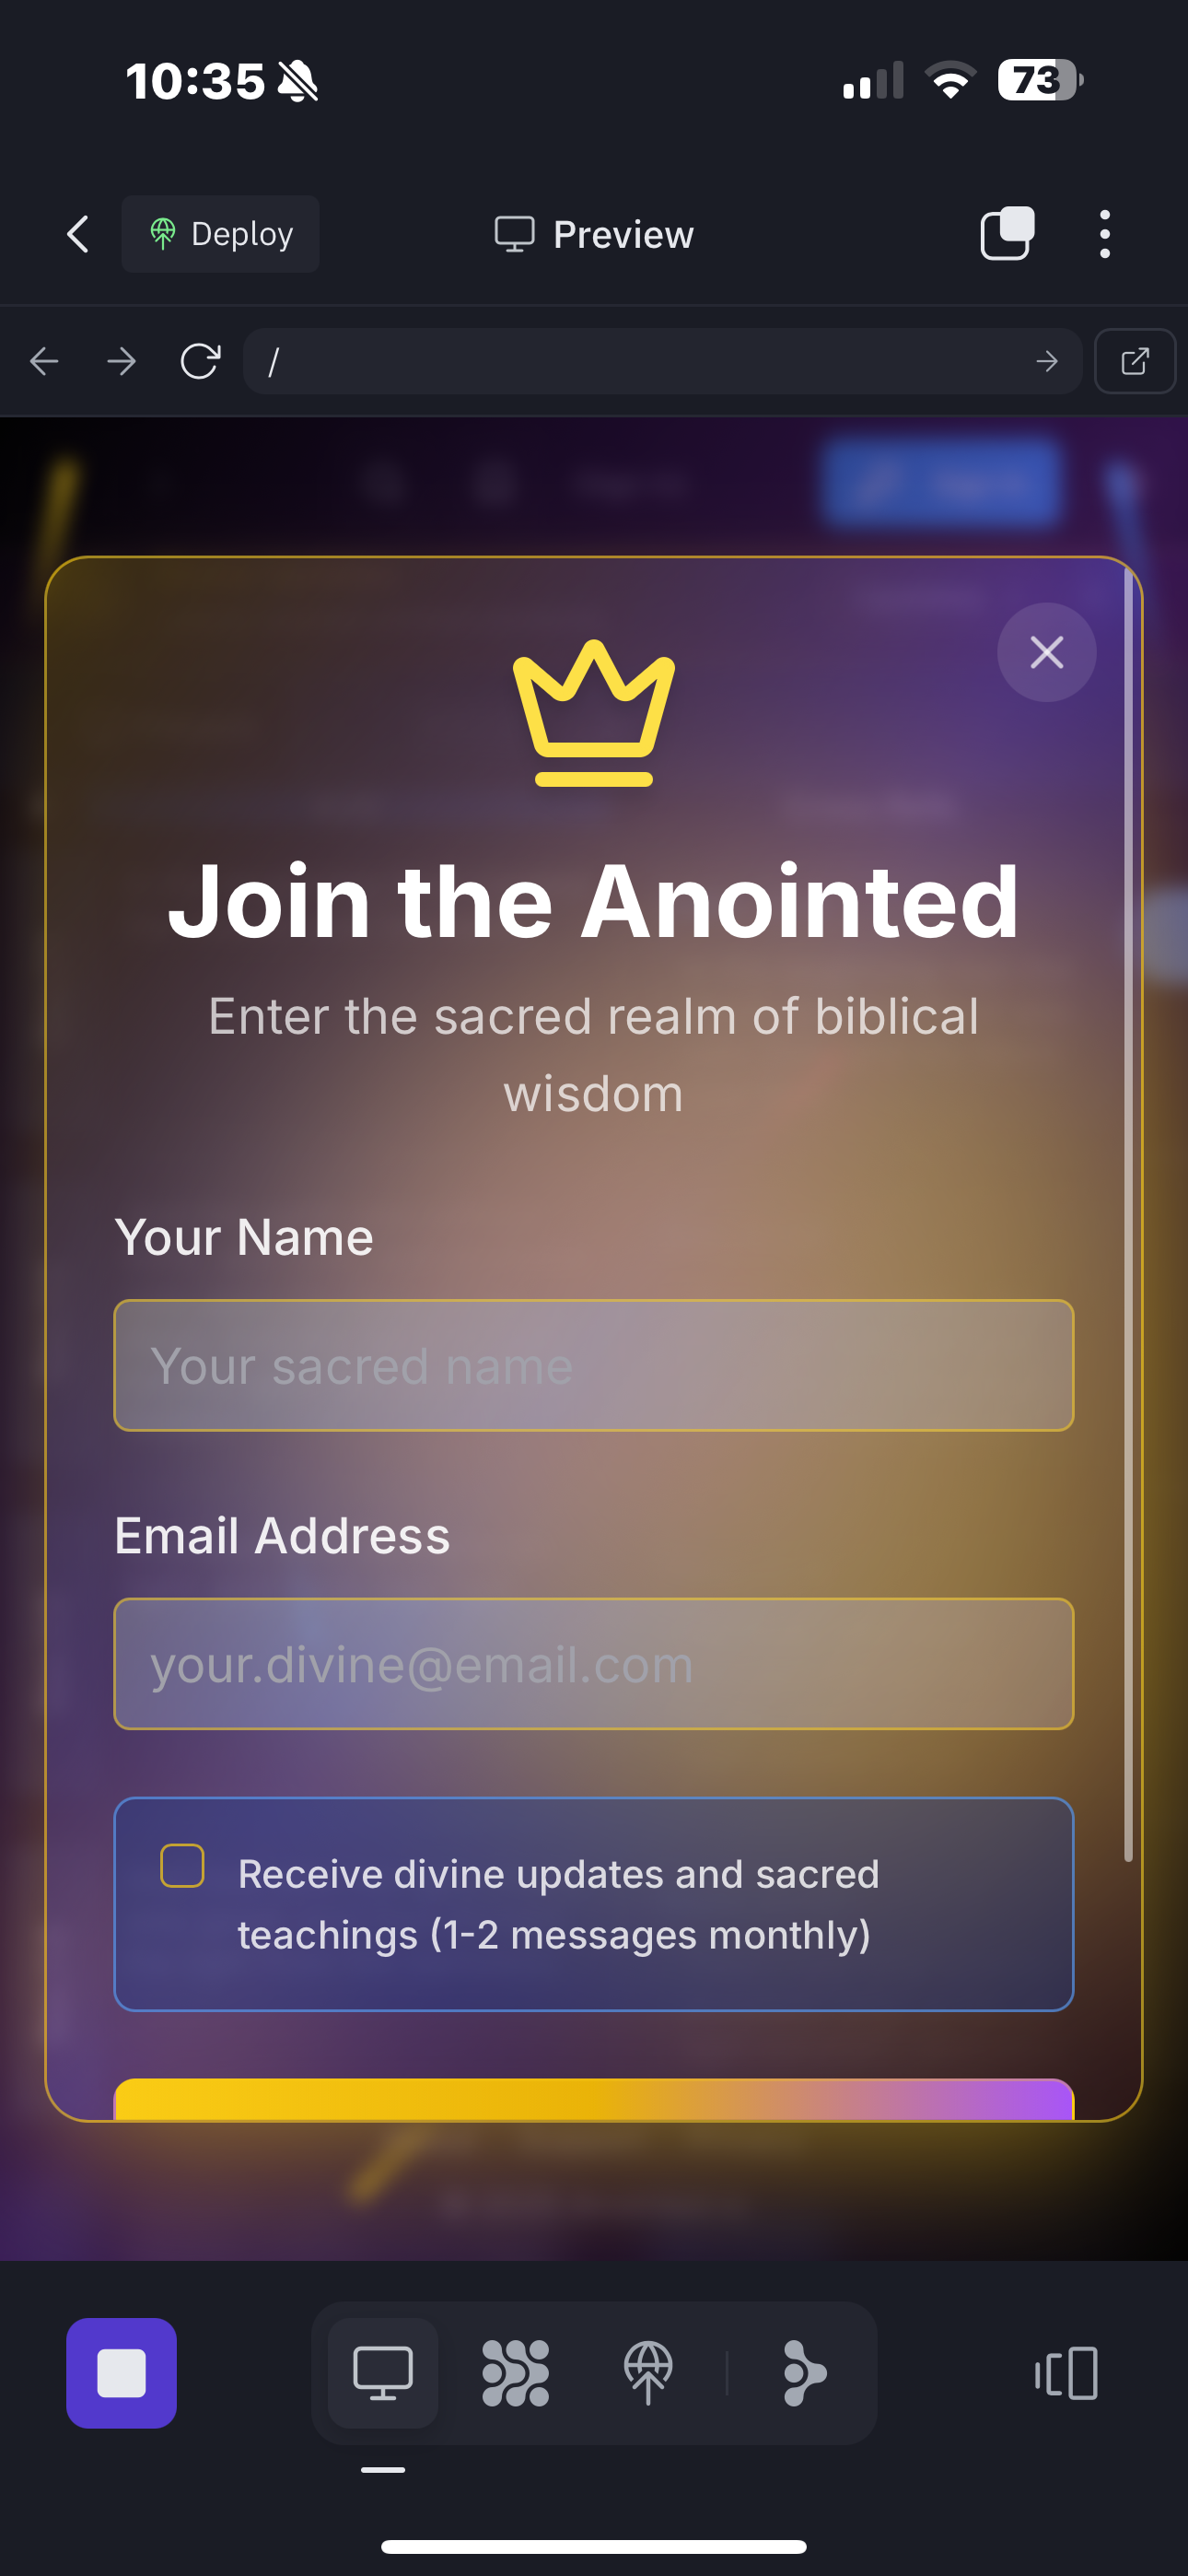 10:35
73
Deploy
Preview
/
Join the Anointed
Enter the sacred realm of biblical
wisdom
Your Name
Your sacred name
Email Address
your.divine@email.com
Receive divine updates and sacred
teachings (1-2 messages monthly)